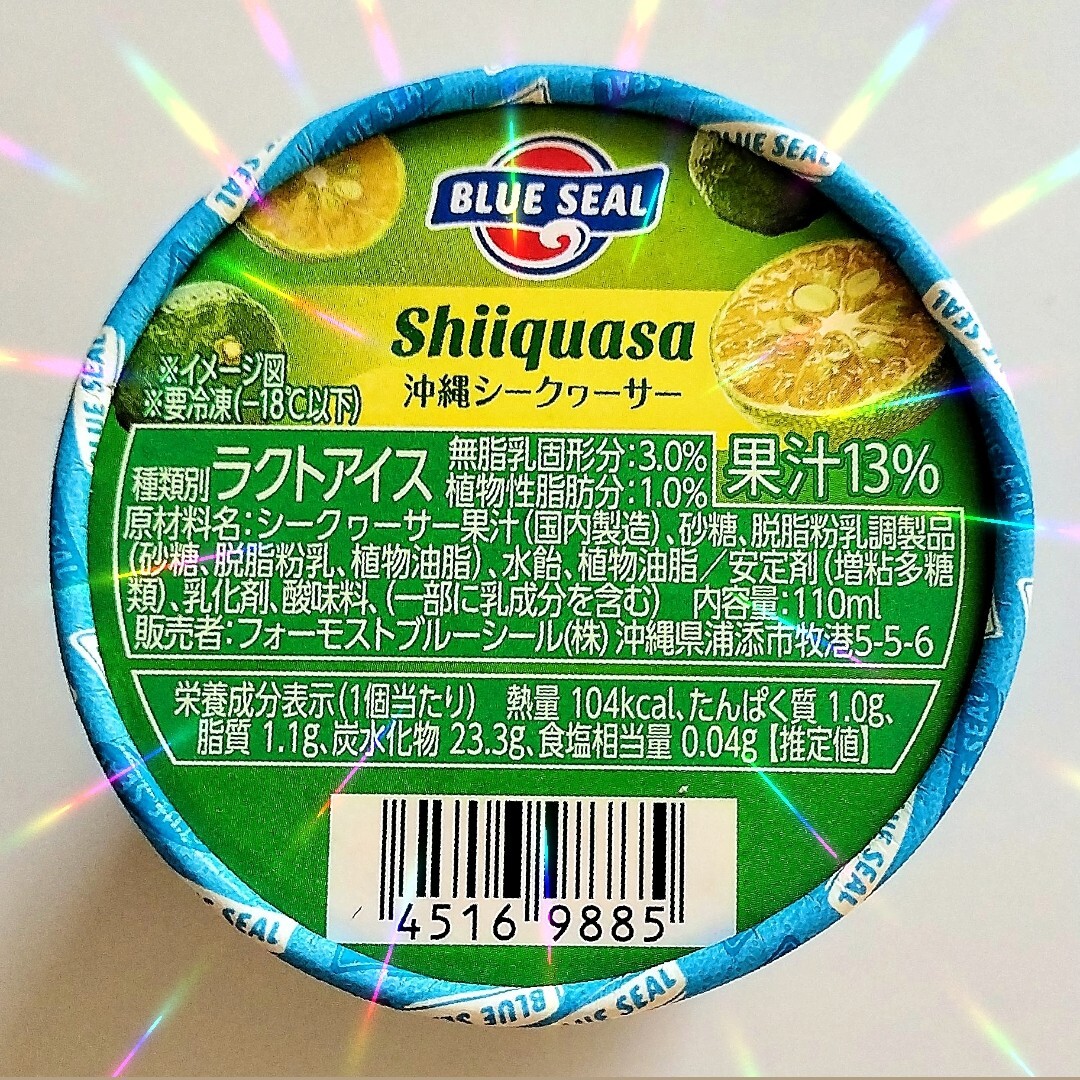 BLUE SEAL
Shiiquasa
沖縄シークヮーサー
※イメージ図
※要冷凍(−18℃以下)
種類別 ラクトアイス
無脂乳固形分:3.0%
植物性脂肪分:1.0%
果汁13%
原材料名:シークヮーサー果汁(国内製造)、砂糖、脱脂粉乳調製品
(砂糖、脱脂粉乳、植物油脂)、水飴、植物油脂/安定剤(増粘多糖
類)、乳化剤、酸味料、(一部に乳成分を含む) 内容量:110ml
販売者:フォーモストブルーシール(株) 沖縄県浦添市牧港5-5-6
栄養成分表示(1個当たり) 熱量 104kcal、たんぱく質 1.0g、
脂質 1.1g、炭水化物 23.3g、食塩相当量 0.04g【推定値】
4516 9885
BLUE SEAL
BLUE SEAL
SEAL
SEAL
SEAL
SEAL
BLUE SEAL